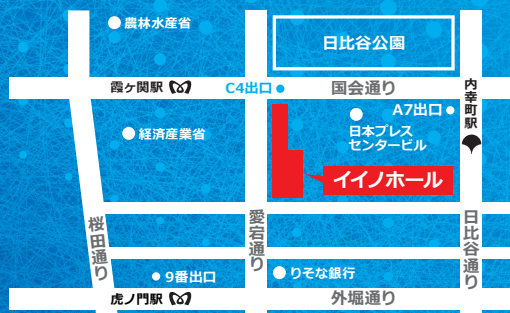 農林水産省
日比谷公園
霞ヶ関駅
C4出口
国会通り
内幸町駅
A7出口
経済産業省
日本プレス
センタービル
イイノホール
桜田通り
愛宕通り
日比谷通り
9番出口
りそな銀行
虎ノ門駅
外堀通り